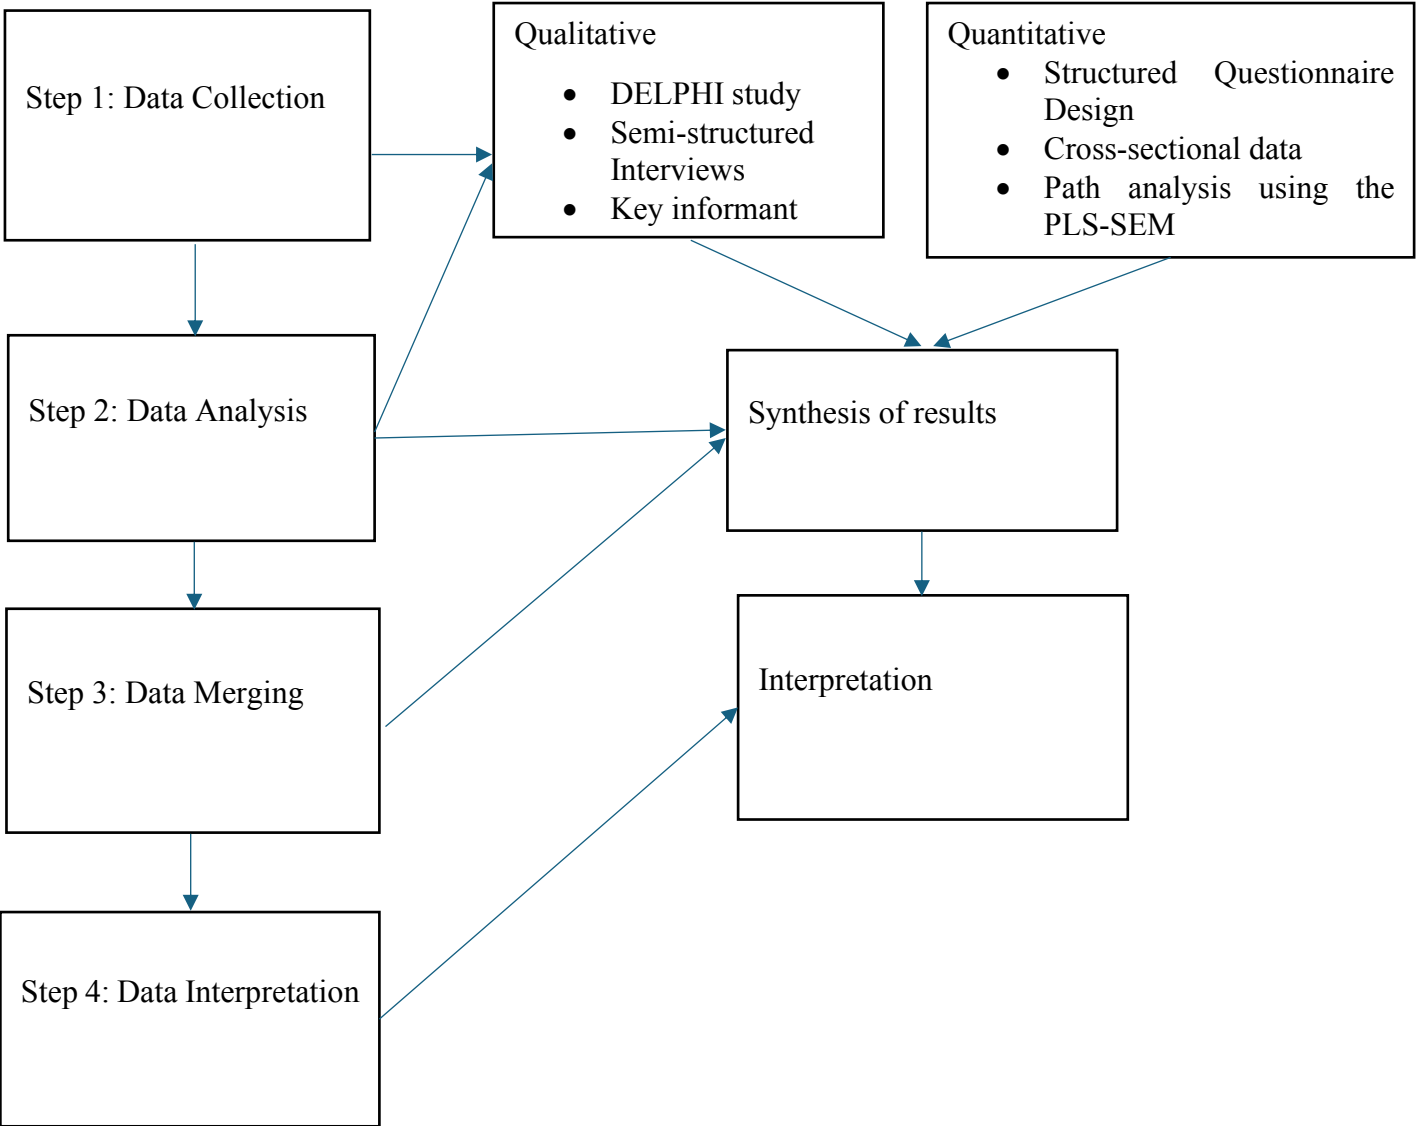 Step 1: Data Collection
Qualitative
• DELPHI study
• Semi-structured
Interviews
• Key informant
Quantitative
• Structured Questionnaire
Design
• Cross-sectional data
• Path analysis using the
PLS-SEM
Step 2: Data Analysis
Synthesis of results
Step 3: Data Merging
Interpretation
Step 4: Data Interpretation